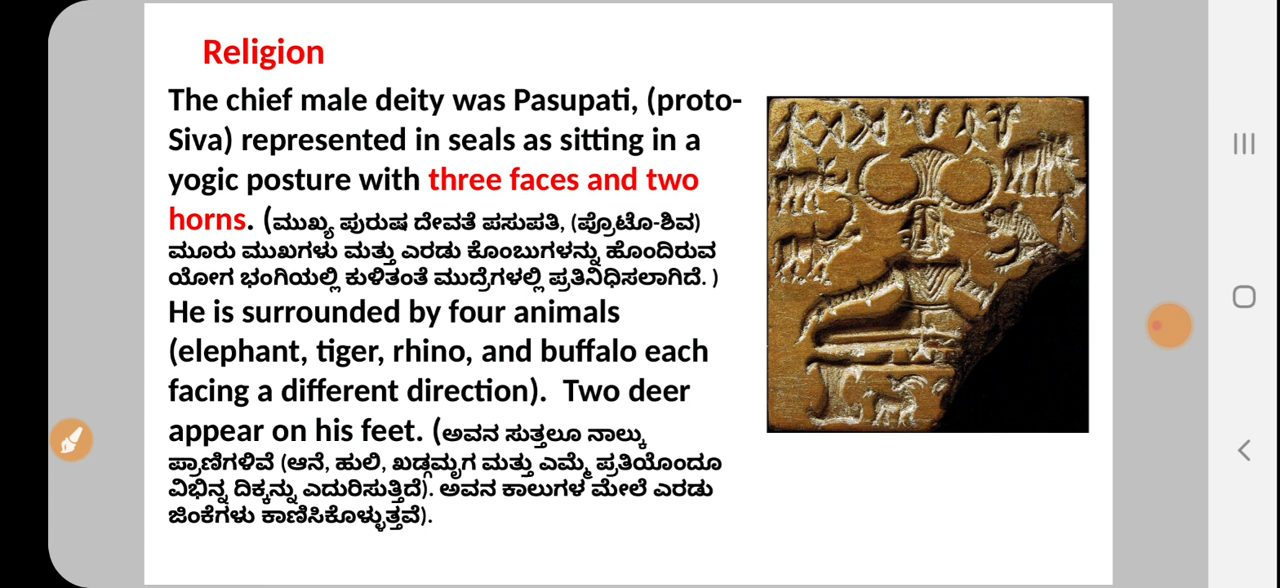 Religion
The chief male deity was Pasupati, (proto-
Siva) represented in seals as sitting in a
yogic posture with three faces and two
horns. (ಮುಖ್ಯ ಪುರುಷ ದೇವತೆ ಪಸುಪತಿ, (ಪ್ರೊಟೊ-ಶಿವ)
ಮೂರು ಮುಖಗಳು ಮತ್ತು ಎರಡು ಕೊಂಬುಗಳನ್ನು ಹೊಂದಿರುವ
ಯೋಗ ಭಂಗಿಯಲ್ಲಿ ಕುಳಿತಂತೆ ಮುದ್ರೆಗಳಲ್ಲಿ ಪ್ರತಿನಿಧಿಸಲಾಗಿದೆ. )
He is surrounded by four animals
(elephant, tiger, rhino, and buffalo each
facing a different direction).  Two deer
appear on his feet. (ಅವನ ಸುತ್ತಲೂ ನಾಲ್ಕು
ಪ್ರಾಣಿಗಳಿವೆ (ಆನೆ, ಹುಲಿ, ಖಡ್ಗಮೃಗ ಮತ್ತು ಎಮ್ಮೆ ಪ್ರತಿಯೊಂದೂ
ವಿಭಿನ್ನ ದಿಕ್ಕನ್ನು ಎದುರಿಸುತ್ತಿದೆ). ಅವನ ಕಾಲುಗಳ ಮೇಲೆ ಎರಡು
ಜಿಂಕೆಗಳು ಕಾಣಿಸಿಕೊಳ್ಳುತ್ತವೆ).